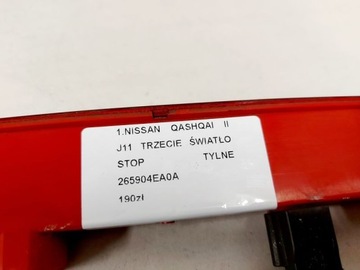 1.NISSAN QASHQAI II
J11 TRZECIE ŚWIATŁO
STOP TYLNE
265904EA0A
190zł